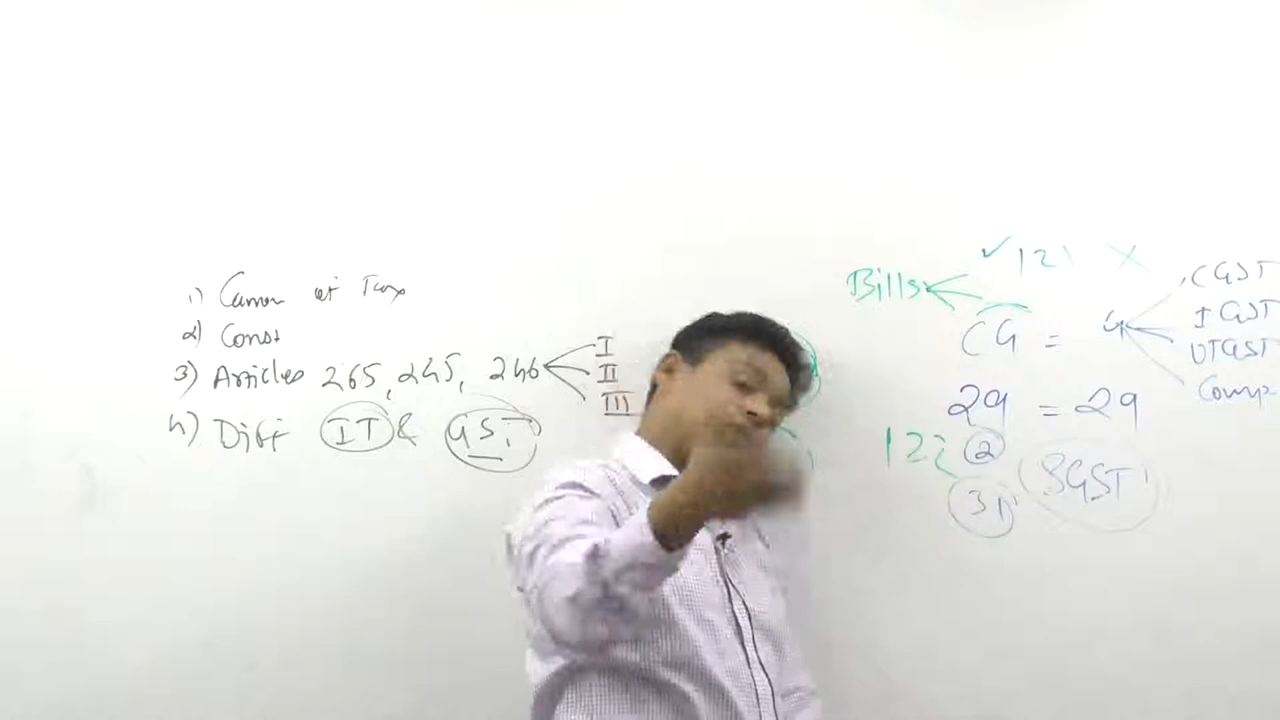 1) Canon of Tax
2) Const
3) Articles 265, 245, 246
I
II
III
4) Diff IT & GST
Bills
✓ 121 X
CG = 4
CGST
IGST
UTGST
Comp
29 = 29
122 2
31
SGST